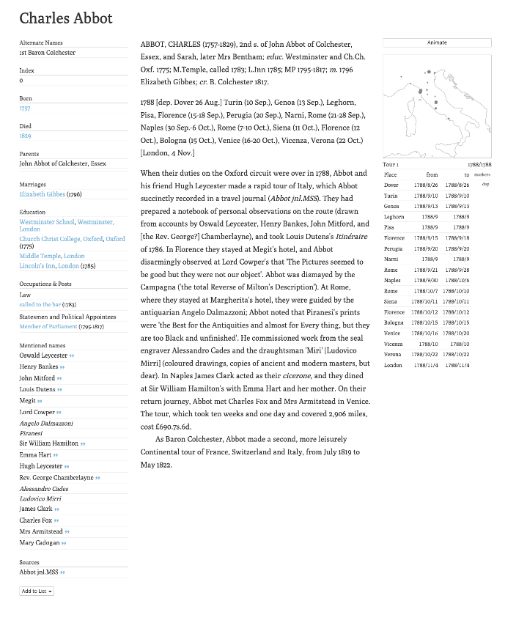 Charles Abbot
Alternate Names
1st Baron Colchester
Index
0
Born
1757
Died
1829
Parents
John Abbot of Colchester, Essex
Marriages
Elizabeth Gibbes (1796)
Education
Westminster School, Westminster,
London
Christ Church College, Oxford, Oxford
(1775)
Middle Temple, London
Lincoln's Inn, London (1785)
Occupations & Posts
Law
called to the bar (1783)
Statesmen and Political Appointees
Member of Parliament (1795-1817)
Mentioned names
Oswald Leycester »
Henry Bankes »
John Mitford »
Louis Dutens »
Megit »
Lord Cowper »
Angelo Dalmazzoni
Piranesi
Sir William Hamilton »
Emma Hart »
Hugh Leycester »
Rev. George Chamberlayne »
Alessandro Cades
Ludovico Mirri
James Clark »
Charles Fox »
Mrs Armitstead »
Mary Cadogan »
Sources
Abbot jnl.MSS »
Add to List
ABBOT, CHARLES (1757-1829), 2nd s. of John Abbot of Colchester,
Essex, and Sarah, later Mrs Bentham; educ. Westminster and Ch.Ch.
Oxf. 1775; M.Temple, called 1783; L.Inn 1785; MP 1795-1817; m. 1796
Elizabeth Gibbes; cr. B. Colchester 1817.
1788 [dep. Dover 26 Aug.] Turin (10 Sep.), Genoa (13 Sep.), Leghorn,
Pisa, Florence (15-18 Sep.), Perugia (20 Sep.), Narni, Rome (21-28 Sep.),
Naples (30 Sep.-6 Oct.), Rome (7-10 Oct.), Siena (11 Oct.), Florence (12
Oct.), Bologna (15 Oct.), Venice (16-20 Oct.), Vicenza, Verona (22 Oct.)
[London, 4 Nov.]
When their duties on the Oxford circuit were over in 1788, Abbot and
his friend Hugh Leycester made a rapid tour of Italy, which Abbot
succinctly recorded in a travel journal (Abbot jnl.MSS). They had
prepared a notebook of personal observations on the route (drawn
from accounts by Oswald Leycester, Henry Bankes, John Mitford, and
[the Rev. George?] Chamberlayne), and took Louis Dutens's Itinéraire
of 1786. In Florence they stayed at Megit's hotel, and Abbot
disarmingly observed at Lord Cowper's that 'The Pictures seemed to
be good but they were not our object'. Abbot was dismayed by the
Campagna ('the total Reverse of Milton's Description'). At Rome,
where they stayed at Margherita's hotel, they were guided by the
antiquarian Angelo Dalmazzoni; Abbot noted that Piranesi's prints
were 'the Best for the Antiquities and almost for Every thing, but they
are too Black and unfinished'. He commissioned work from the seal
engraver Alessandro Cades and the draughtsman 'Miri' [Ludovico
Mirri] (coloured drawings, copies of ancient and modern masters, but
dear). In Naples James Clark acted as their cicerone, and they dined
at Sir William Hamilton's with Emma Hart and her mother. On their
return journey, Abbot met Charles Fox and Mrs Armitstead in Venice.
The tour, which took ten weeks and one day and covered 2,906 miles,
cost £690.7s.6d.
As Baron Colchester, Abbot made a second, more leisurely
Continental tour of France, Switzerland and Italy, from July 1819 to
May 1822.
Animate
Tour 1 1788/1788
Place from to markers
Dover 1788/8/26 1788/8/26 dep
Turin 1788/9/10 1788/9/10
Genoa 1788/9/13 1788/9/13
Leghorn 1788/9 1788/9
Pisa 1788/9 1788/9
Florence 1788/9/15 1788/9/18
Perugia 1788/9/20 1788/9/20
Narni 1788/9 1788/9
Rome 1788/9/21 1788/9/28
Naples 1788/9/30 1788/10/6
Rome 1788/10/7 1788/10/10
Siena 1788/10/11 1788/10/11
Florence 1788/10/12 1788/10/12
Bologna 1788/10/15 1788/10/15
Venice 1788/10/16 1788/10/20
Vicenza 1788/10 1788/10
Verona 1788/10/22 1788/10/22
London 1788/11/4 1788/11/4